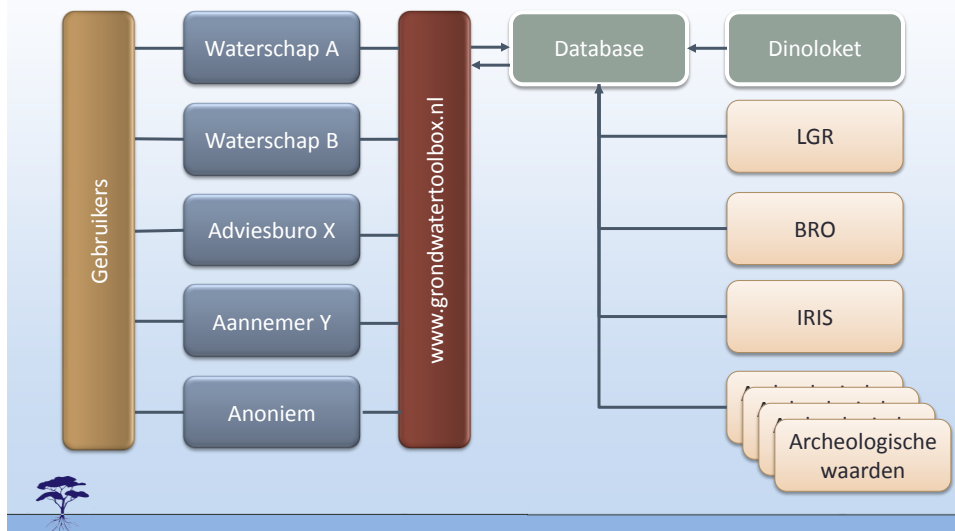 Gebruikers
Waterschap A
Waterschap B
Adviesburo X
Aannemer Y
Anoniem
www.grondwatertoolbox.nl
Database
Dinoloket
LGR
BRO
IRIS
Archeologische
waarden